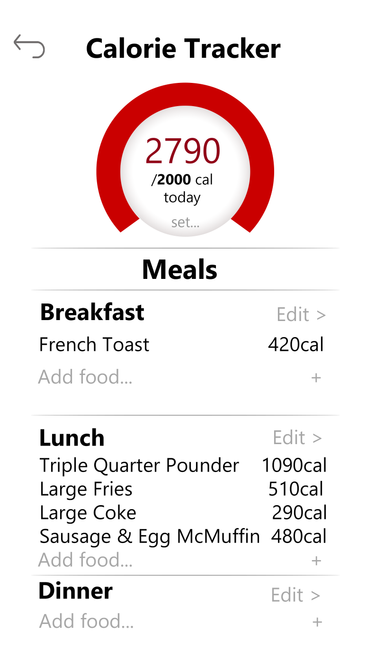 Calorie Tracker
2790
/2000 cal
today
set...
Meals
Breakfast Edit >
French Toast 420cal
Add food... +
Lunch Edit >
Triple Quarter Pounder 1090cal
Large Fries 510cal
Large Coke 290cal
Sausage & Egg McMuffin 480cal
Add food... +
Dinner Edit >
Add food... +